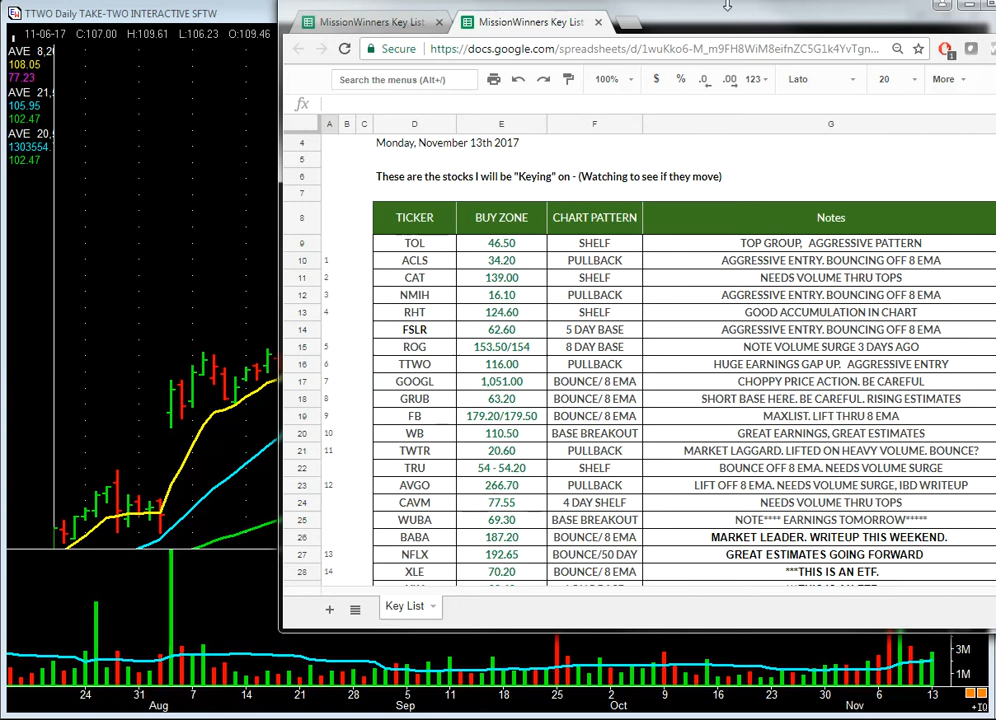 TTWO Daily TAKE-TWO INTERACTIVE SFTW
11-06-17 C:107.00 H:109.61 L:106.23 O:109.46
AVE 8,20
108.05
77.23
AVE 21,5
105.95
102.47
AVE 20,5
1303554.
102.47
MissionWinners Key List
MissionWinners Key List
Secure https://docs.google.com/spreadsheets/d/1wuKko6-M_m9FH8WiM8eifnZC5G1k4YvTgn...
Search the menus (Alt+/) 100% $ % .0 .00 123 Lato 20 More
fx
A B C D E F G
4 Monday, November 13th 2017
5
6 These are the stocks I will be "Keying" on - (Watching to see if they move)
7
8 TICKER BUY ZONE CHART PATTERN Notes
9 TOL 46.50 SHELF TOP GROUP, AGGRESSIVE PATTERN
10 1 ACLS 34.20 PULLBACK AGGRESSIVE ENTRY. BOUNCING OFF 8 EMA
11 2 CAT 139.00 SHELF NEEDS VOLUME THRU TOPS
12 3 NMIH 16.10 PULLBACK AGGRESSIVE ENTRY. BOUNCING OFF 8 EMA
13 4 RHT 124.60 SHELF GOOD ACCUMULATION IN CHART
14 FSLR 62.60 5 DAY BASE AGGRESSIVE ENTRY. BOUNCING OFF 8 EMA
15 5 ROG 153.50/154 8 DAY BASE NOTE VOLUME SURGE 3 DAYS AGO
16 6 TTWO 116.00 PULLBACK HUGE EARNINGS GAP UP. AGGRESSIVE ENTRY
17 7 GOOGL 1,051.00 BOUNCE/ 8 EMA CHOPPY PRICE ACTION. BE CAREFUL
18 8 GRUB 63.20 BOUNCE/ 8 EMA SHORT BASE HERE. BE CAREFUL. RISING ESTIMATES
19 9 FB 179.20/179.50 BOUNCE/ 8 EMA MAXLIST. LIFT THRU 8 EMA
20 10 WB 110.50 BASE BREAKOUT GREAT EARNINGS, GREAT ESTIMATES
21 11 TWTR 20.60 PULLBACK MARKET LAGGARD. LIFTED ON HEAVY VOLUME. BOUNCE?
22 TRU 54 - 54.20 SHELF BOUNCE OFF 8 EMA. NEEDS VOLUME SURGE
23 12 AVGO 266.70 PULLBACK LIFT OFF 8 EMA. NEEDS VOLUME SURGE, IBD WRITEUP
24 CAVM 77.55 4 DAY SHELF NEEDS VOLUME THRU TOPS
25 WUBA 69.30 BASE BREAKOUT NOTE**** EARNINGS TOMORROW*****
26 BABA 187.20 BOUNCE/ 8 EMA MARKET LEADER. WRITEUP THIS WEEKEND.
27 13 NFLX 192.65 BOUNCE/50 DAY GREAT ESTIMATES GOING FORWARD
28 14 XLE 70.20 BOUNCE/ 8 EMA ***THIS IS AN ETF.
Key List
3M
1M
24 31 7 14 21 28 5 11 18 25 2 9 16 23 30 6 13
Aug Sep Oct Nov